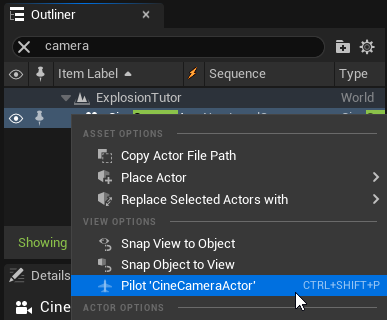 Outliner
camera
Item Label Sequence Type
ExplosionTutor World
ASSET OPTIONS
Copy Actor File Path
Place Actor
Replace Selected Actors with
VIEW OPTIONS
Showing
Snap View to Object
Snap Object to View
Details
Pilot 'CineCameraActor' CTRL+SHIFT+P
Cine
ACTOR OPTIONS